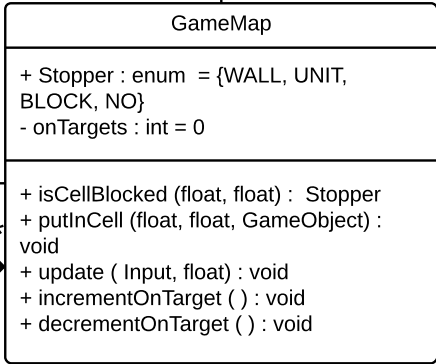 GameMap
+ Stopper : enum  = {WALL, UNIT,
BLOCK, NO}
- onTargets : int = 0
+ isCellBlocked (float, float) :  Stopper
+ putInCell (float, float, GameObject) :
void
+ update ( Input, float) : void
+ incrementOnTarget ( ) : void
+ decrementOnTarget ( ) : void